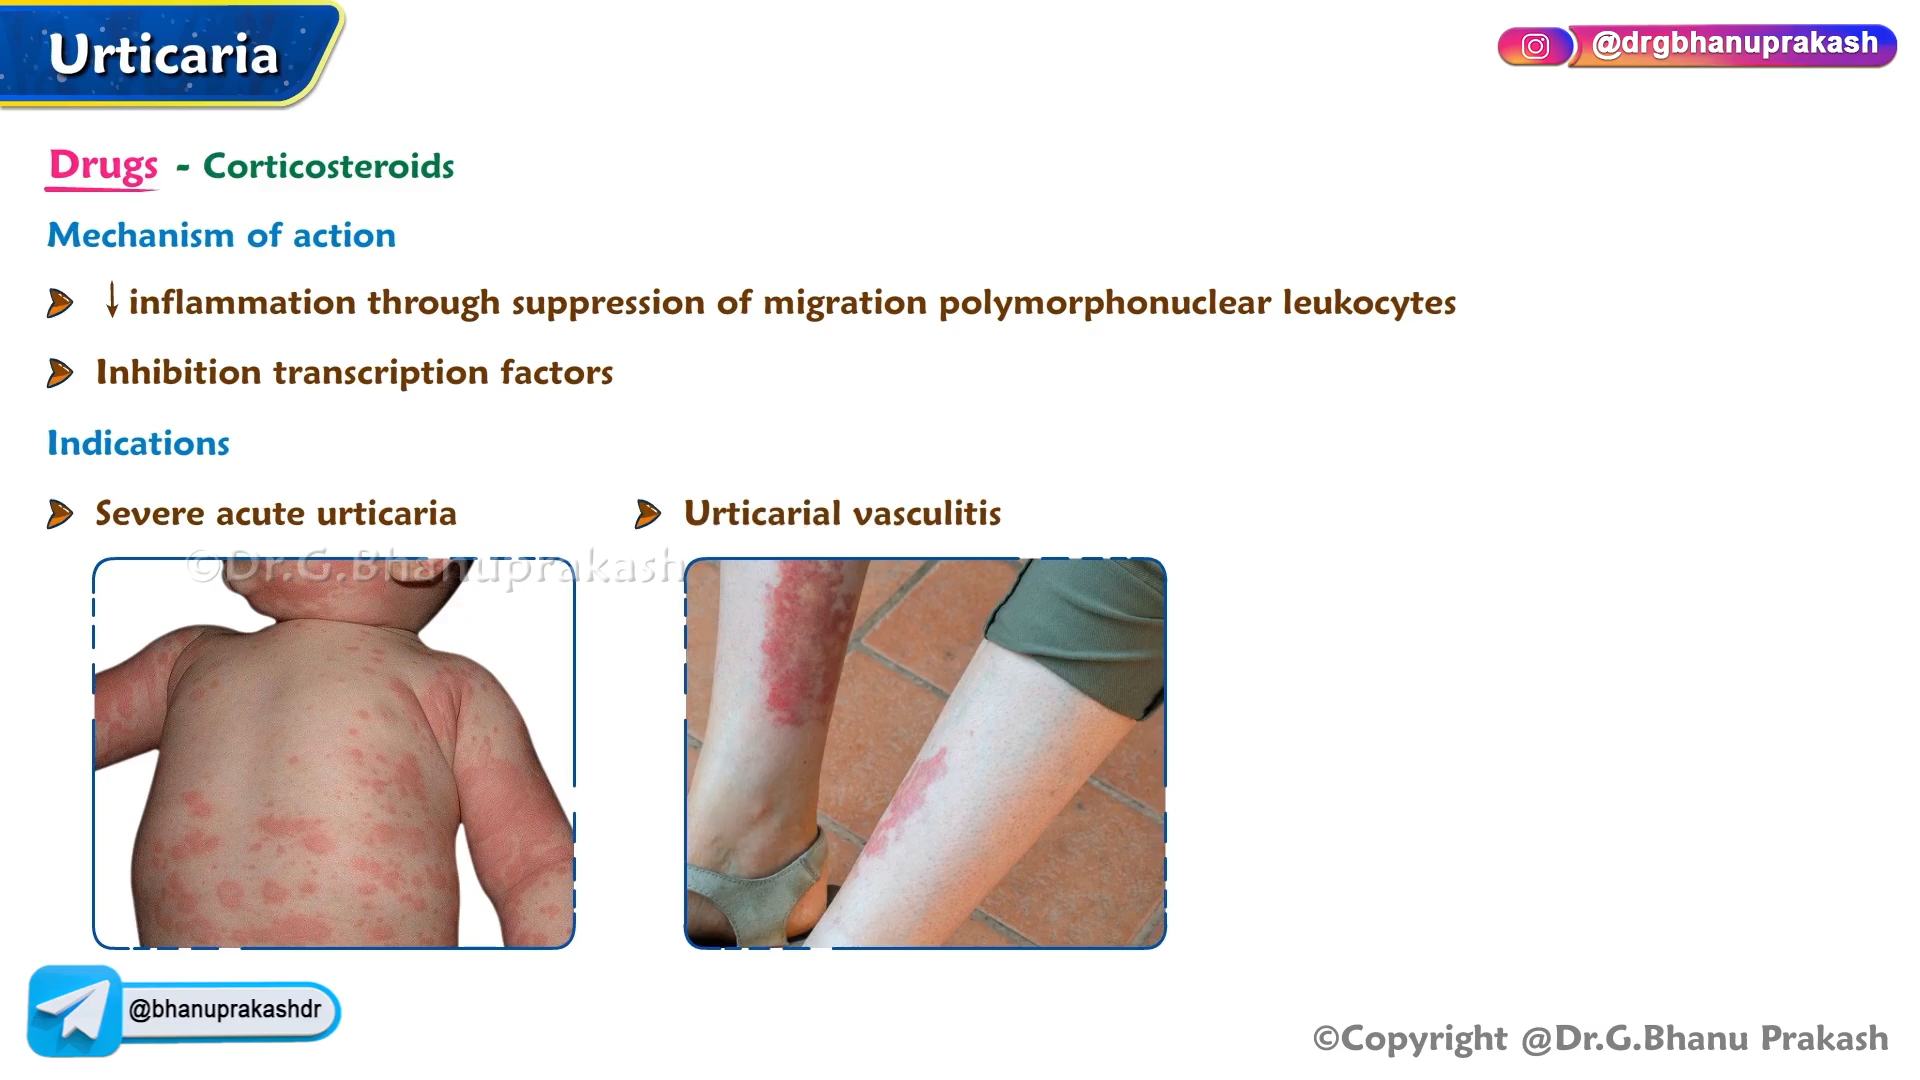 Urticaria
@drgbhanuprakash
Drugs - Corticosteroids
Mechanism of action
↓ inflammation through suppression of migration polymorphonuclear leukocytes
Inhibition transcription factors
Indications
Severe acute urticaria
Urticarial vasculitis
©Dr.G.Bhanuprakash
@bhanuprakashdr
©Copyright @Dr.G.Bhanu Prakash